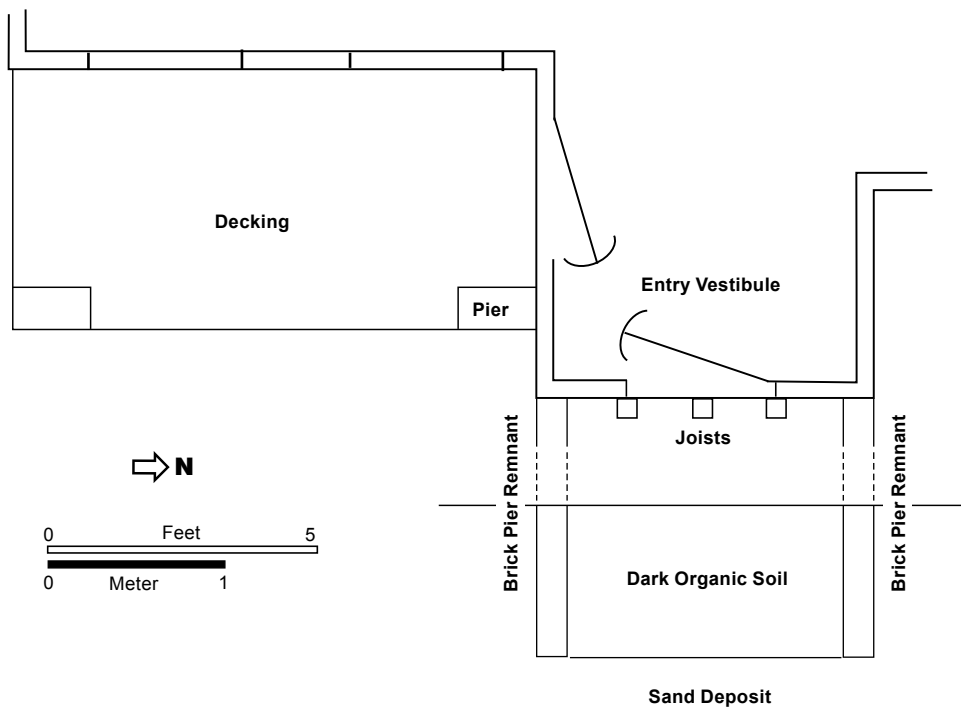 Decking
Entry Vestibule
Pier
Joists
Brick Pier Remnant
Brick Pier Remnant
N
0 Feet 5
0 Meter 1
Dark Organic Soil
Sand Deposit